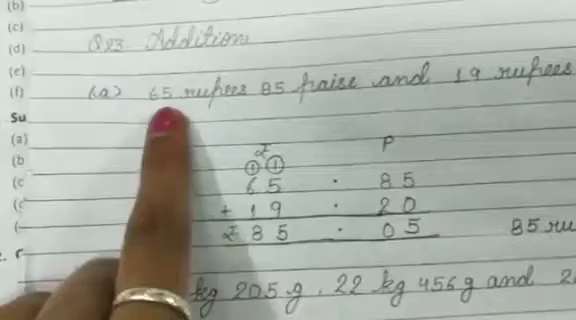 (b)
(c)
(d) Q23. Addition
(e)
(f) (a) 65 rupees 85 paise and 19 rupees
Su
(a) ₹ P
(b 1 1
(c 65 . 85
(c + 19 . 20
( ₹ 85 . 05 85 ru
kg 205 g, 22 kg 456 g and 2